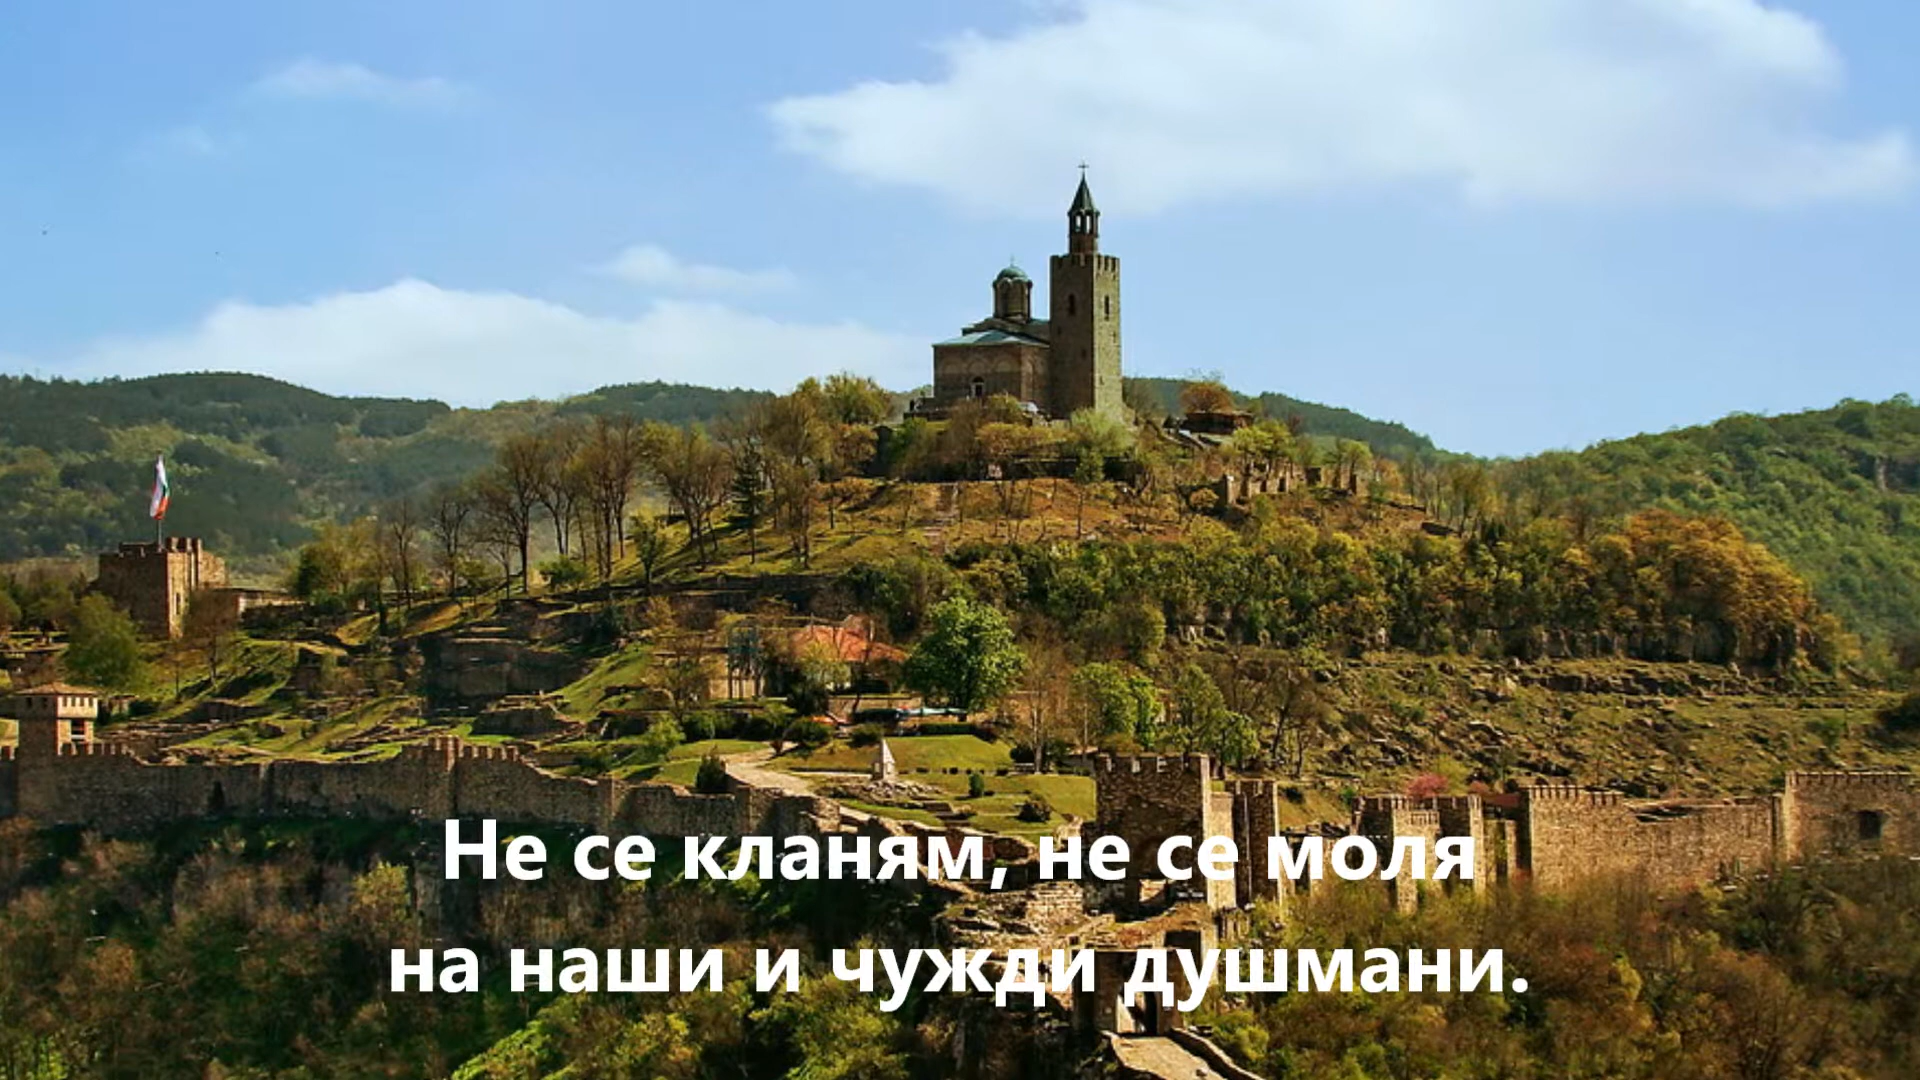 Не се кланям, не се моля
на наши и чужди душмани.